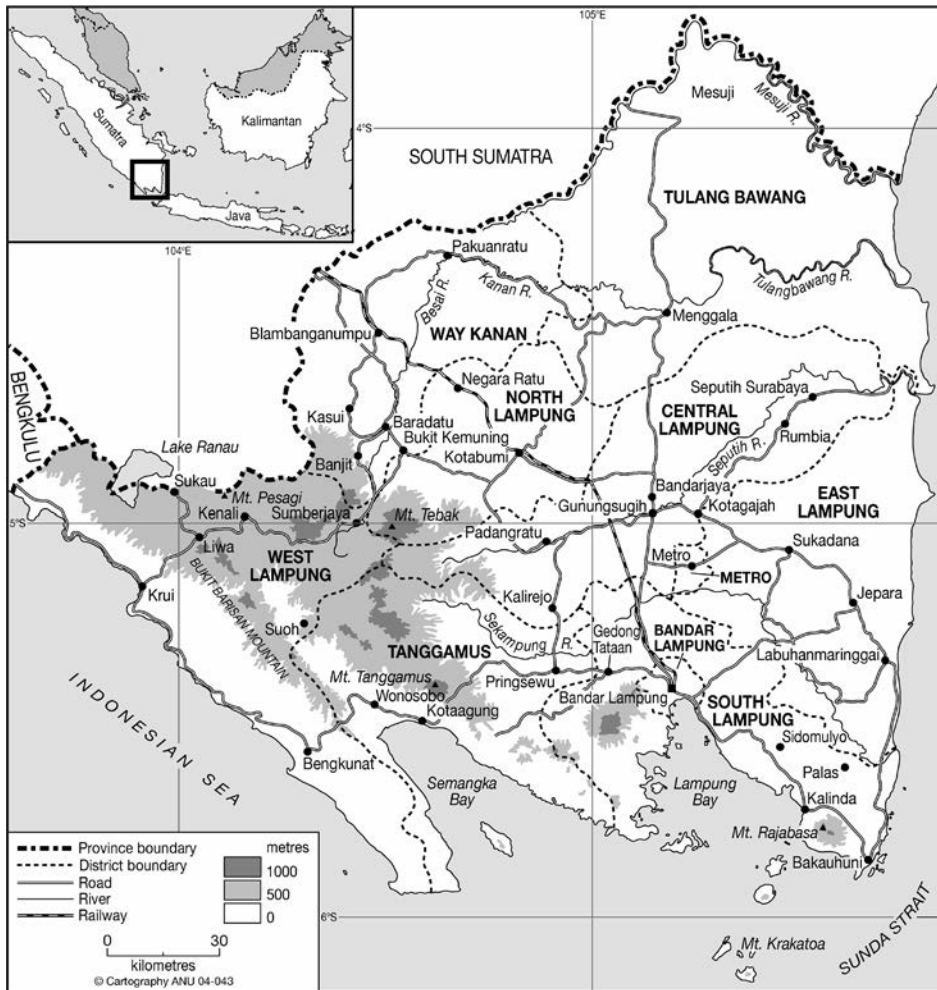 105°E
Sumatra
Kalimantan
Java
Mesuji
Mesuji R.
4°S
SOUTH SUMATRA
TULANG BAWANG
104°E
Pakuanratu
Kanan R.
Besai R.
Tulangbawang R.
Menggala
WAY KANAN
Blambanganumpu
BENGKULU
Negara Ratu
NORTH
LAMPUNG
Seputih Surabaya
CENTRAL
LAMPUNG
Kasui
Baradatu
Bukit Kemuning
Rumbia
Seputih R.
Lake Ranau
Banjit
Kotabumi
Sukau
Mt. Pesagi
Bandarjaya
EAST
LAMPUNG
Kenali
Sumberjaya
Mt. Tebak
Gunungsugih
Kotagajah
5°S
Padangratu
Liwa
WEST
LAMPUNG
Sukadana
Metro
METRO
Krui
BUKIT BARISAN MOUNTAIN
Kalirejo
Jepara
Suoh
Sekampung R.
Gedong
Tataan
BANDAR
LAMPUNG
TANGGAMUS
Labuhanmaringgai
Mt. Tanggamus
Pringsewu
Wonosobo
Bandar Lampung
SOUTH
LAMPUNG
Kotaagung
Sidomulyo
INDONESIAN SEA
Bengkunat
Palas
Semangka
Bay
Lampung
Bay
Kalinda
Mt. Rajabasa
Bakauhuni
Province boundary
District boundary
Road
River
Railway
metres
1000
500
0
6°S
SUNDA STRAIT
Mt. Krakatoa
0 30
kilometres
© Cartography ANU 04-043